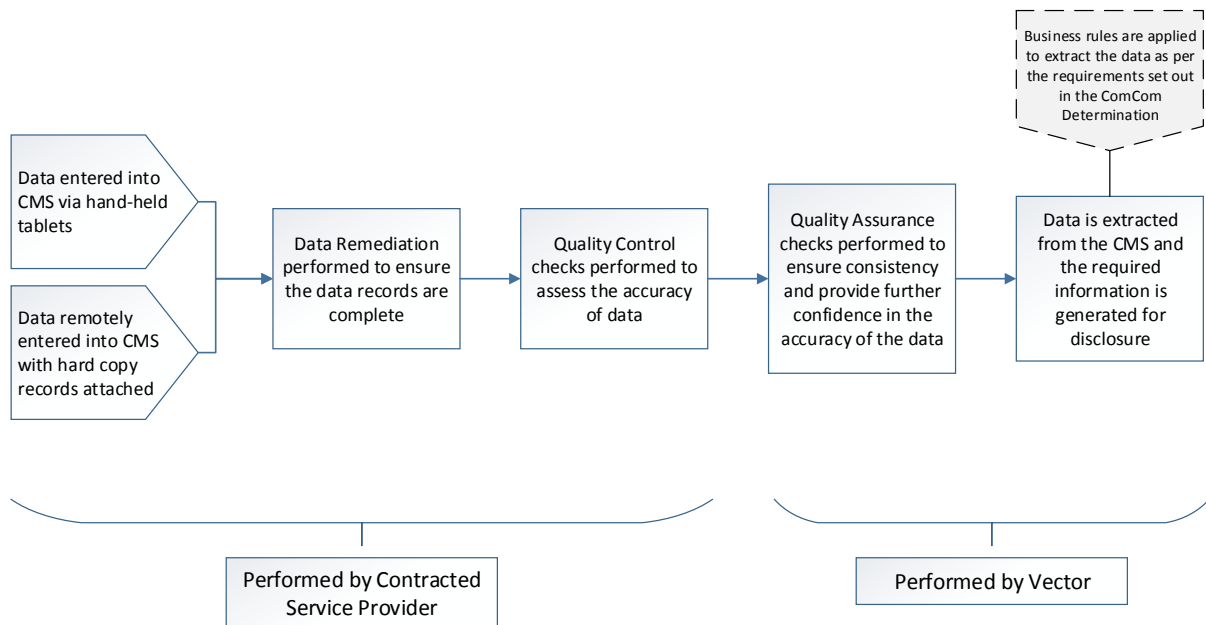 Business rules are applied
to extract the data as per
the requirements set out
in the ComCom
Determination
Data entered into
CMS via hand-held
tablets
Data remotely
entered into CMS
with hard copy
records attached
Data Remediation
performed to ensure
the data records are
complete
Quality Control
checks performed to
assess the accuracy
of data
Quality Assurance
checks performed to
ensure consistency
and provide further
confidence in the
accuracy of the data
Data is extracted
from the CMS and
the required
information is
generated for
disclosure
Performed by Contracted
Service Provider
Performed by Vector